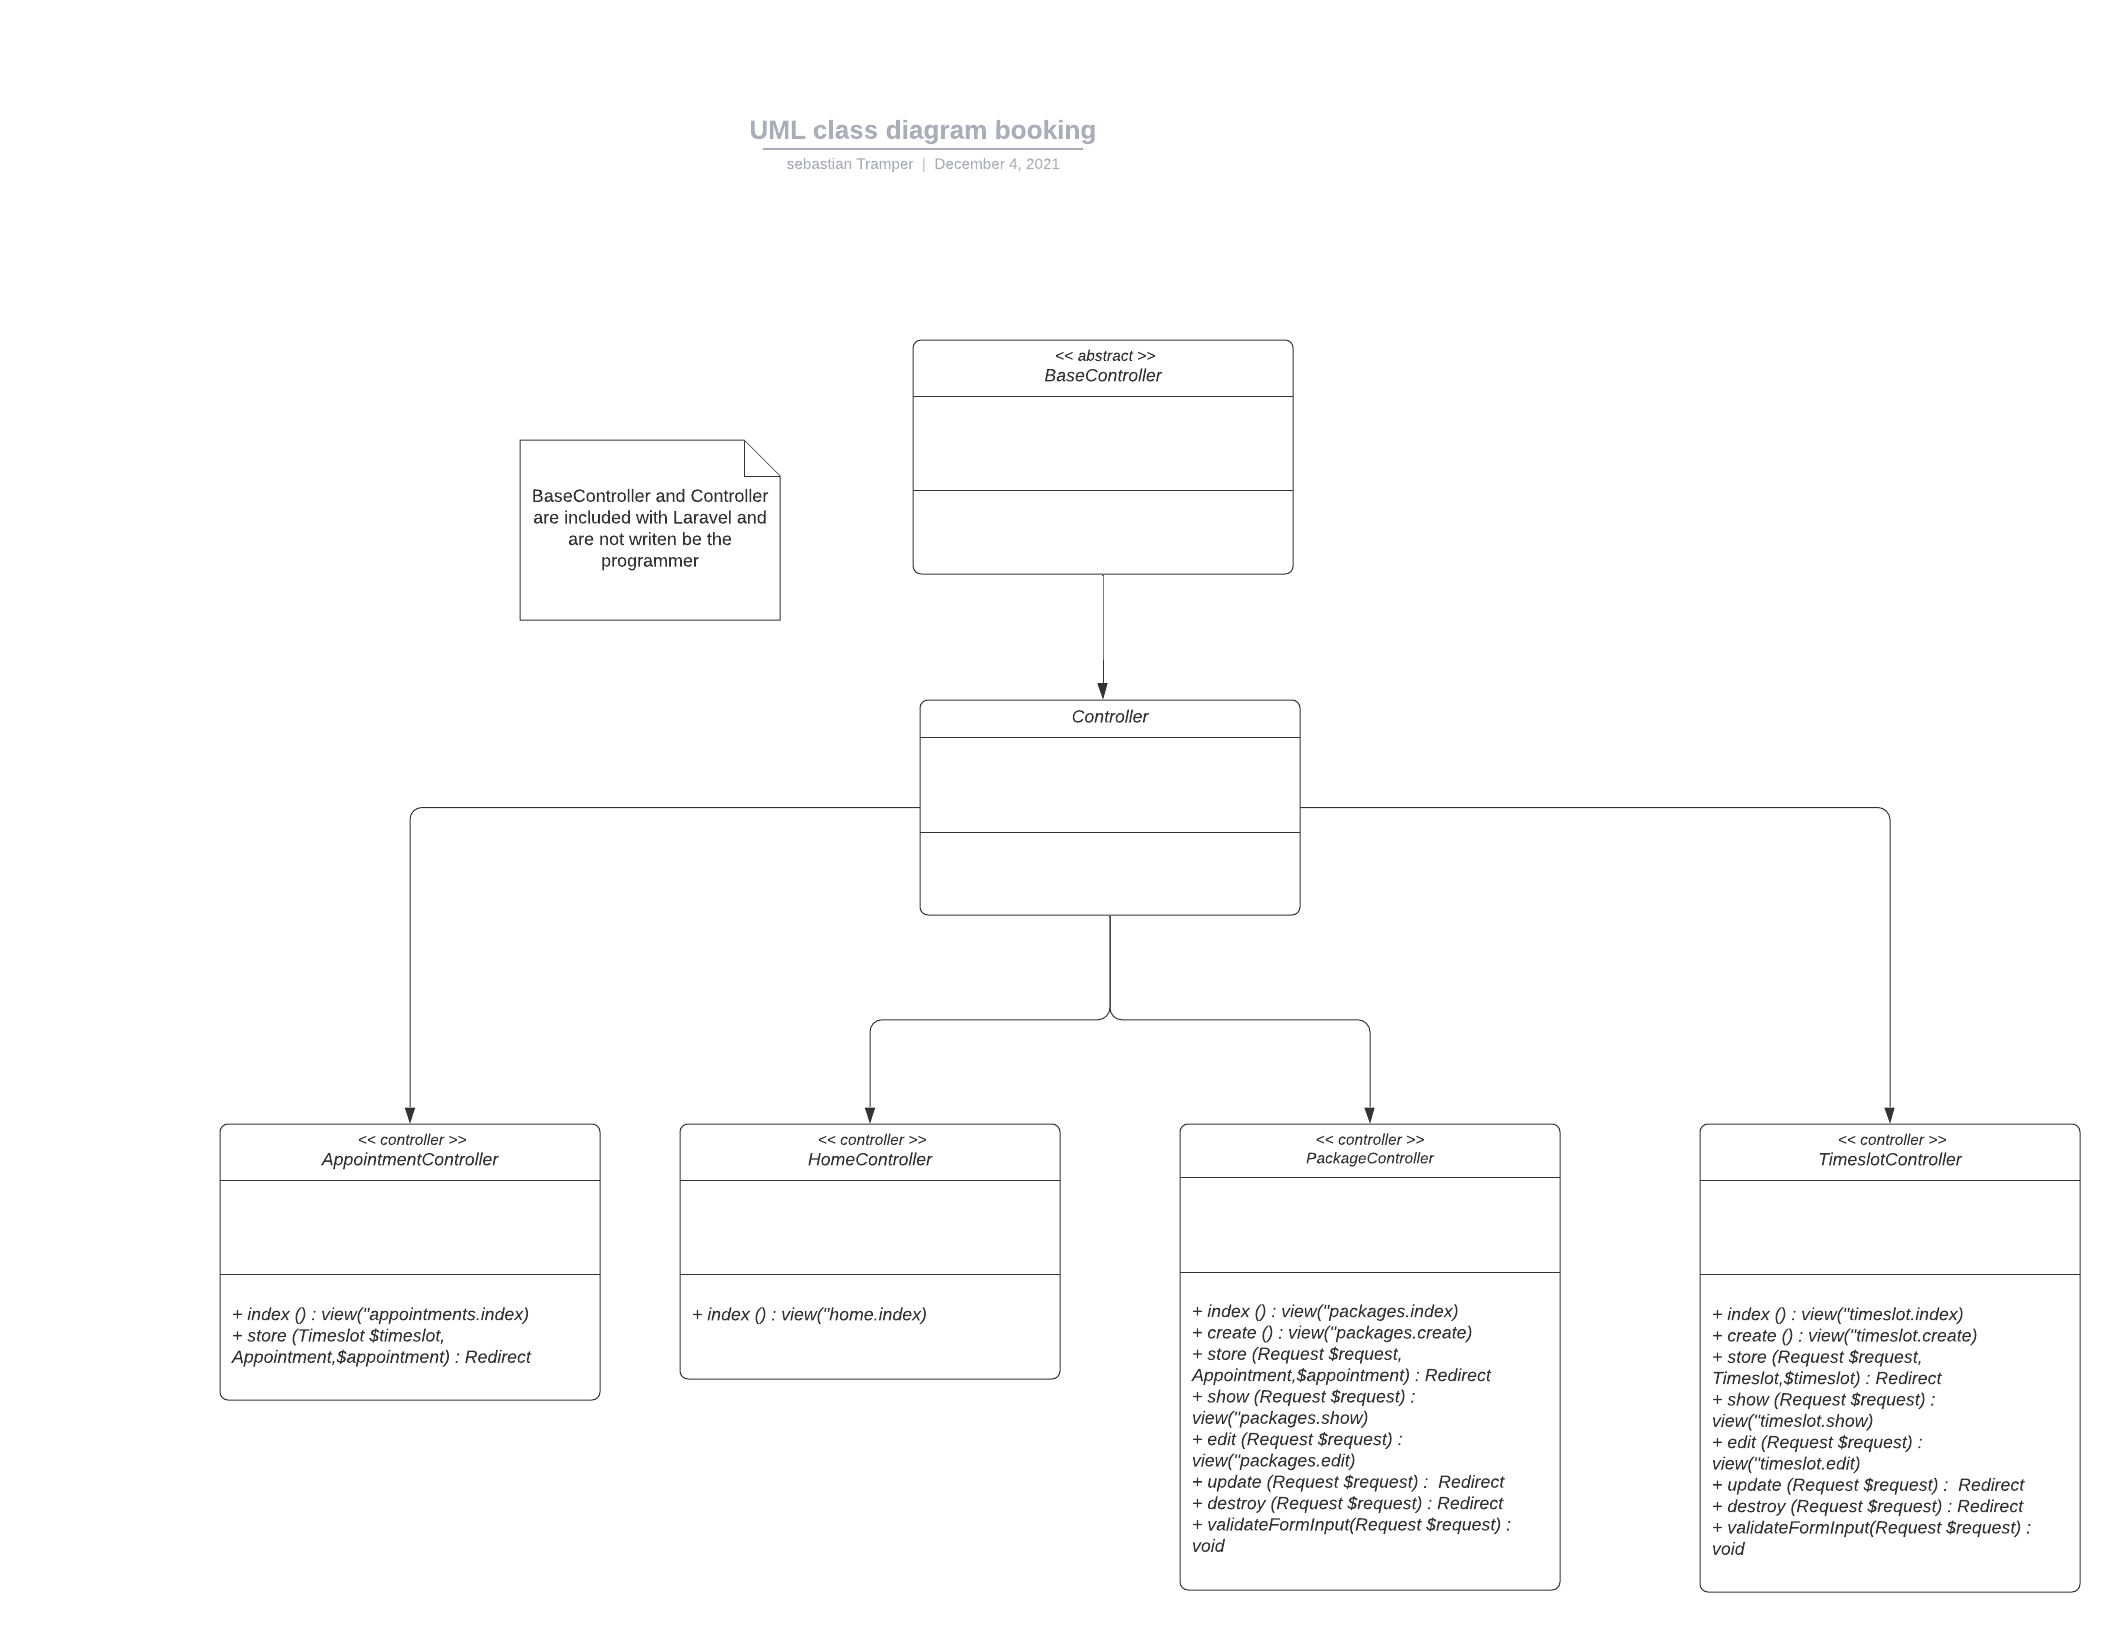 UML class diagram booking
sebastian Tramper | December 4, 2021
<< abstract >>
BaseController
BaseController and Controller
are included with Laravel and
are not writen be the
programmer
Controller
<< controller >>
AppointmentController
+ index () : view("appointments.index)
+ store (Timeslot $timeslot,
Appointment,$appointment) : Redirect
<< controller >>
HomeController
+ index () : view("home.index)
<< controller >>
PackageController
+ index () : view("packages.index)
+ create () : view("packages.create)
+ store (Request $request,
Appointment,$appointment) : Redirect
+ show (Request $request) :
view("packages.show)
+ edit (Request $request) :
view("packages.edit)
+ update (Request $request) :  Redirect
+ destroy (Request $request) : Redirect
+ validateFormInput(Request $request) :
void
<< controller >>
TimeslotController
+ index () : view("timeslot.index)
+ create () : view("timeslot.create)
+ store (Request $request,
Timeslot,$timeslot) : Redirect
+ show (Request $request) :
view("timeslot.show)
+ edit (Request $request) :
view("timeslot.edit)
+ update (Request $request) :  Redirect
+ destroy (Request $request) : Redirect
+ validateFormInput(Request $request) :
void